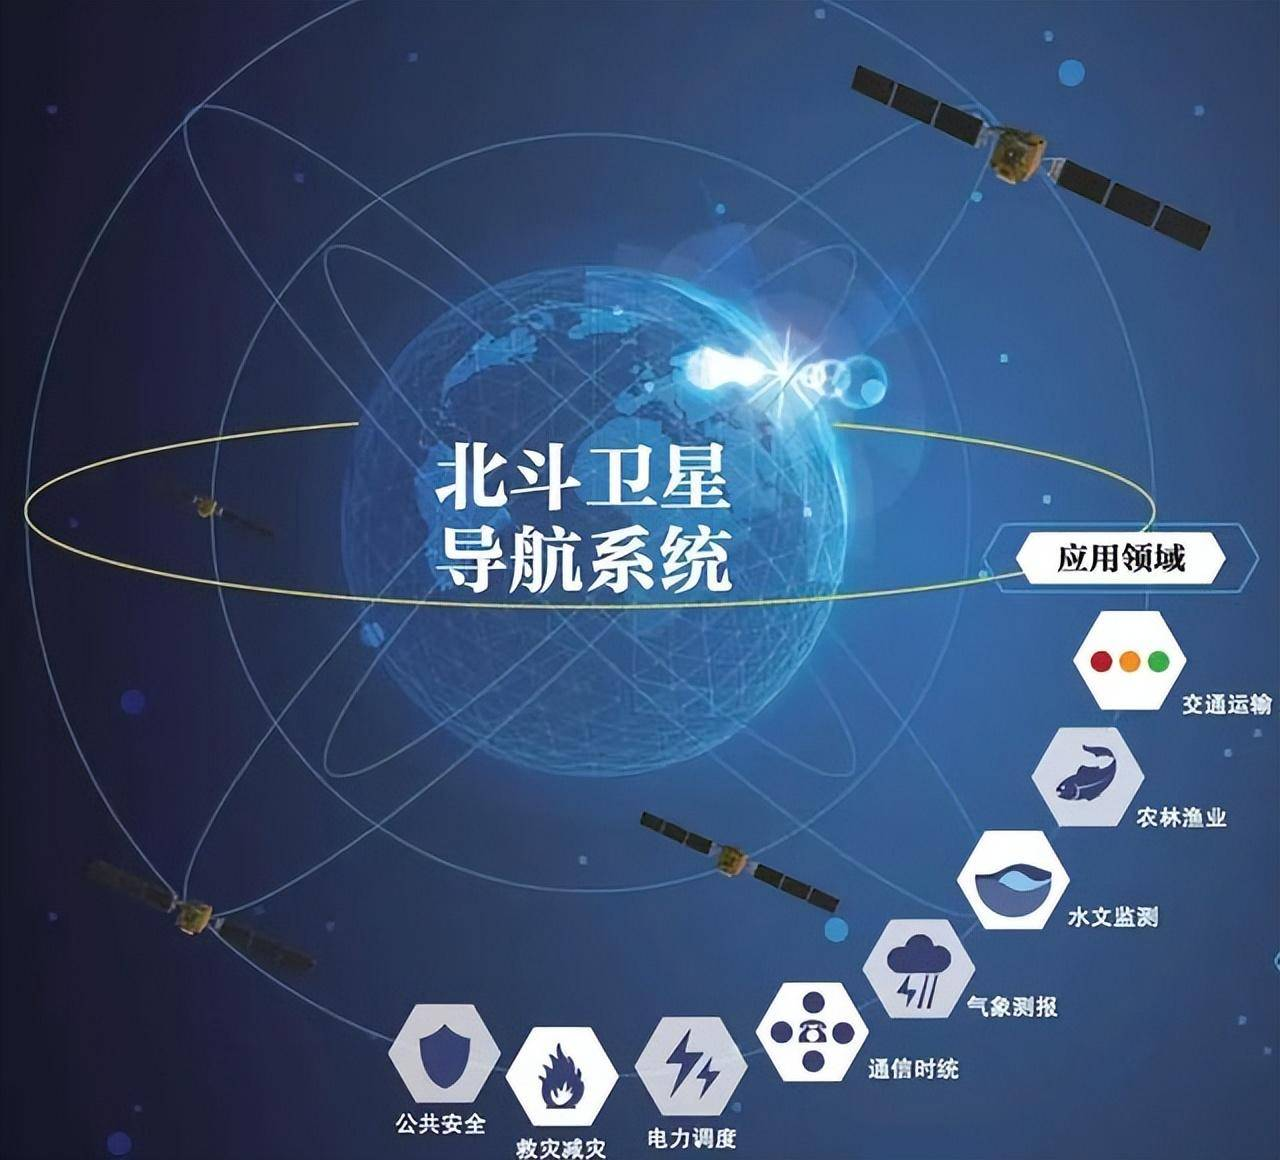 北斗卫星
导航系统
应用领域
交通运输
农林渔业
水文监测
气象测报
通信时统
电力调度
救灾减灾
公共安全